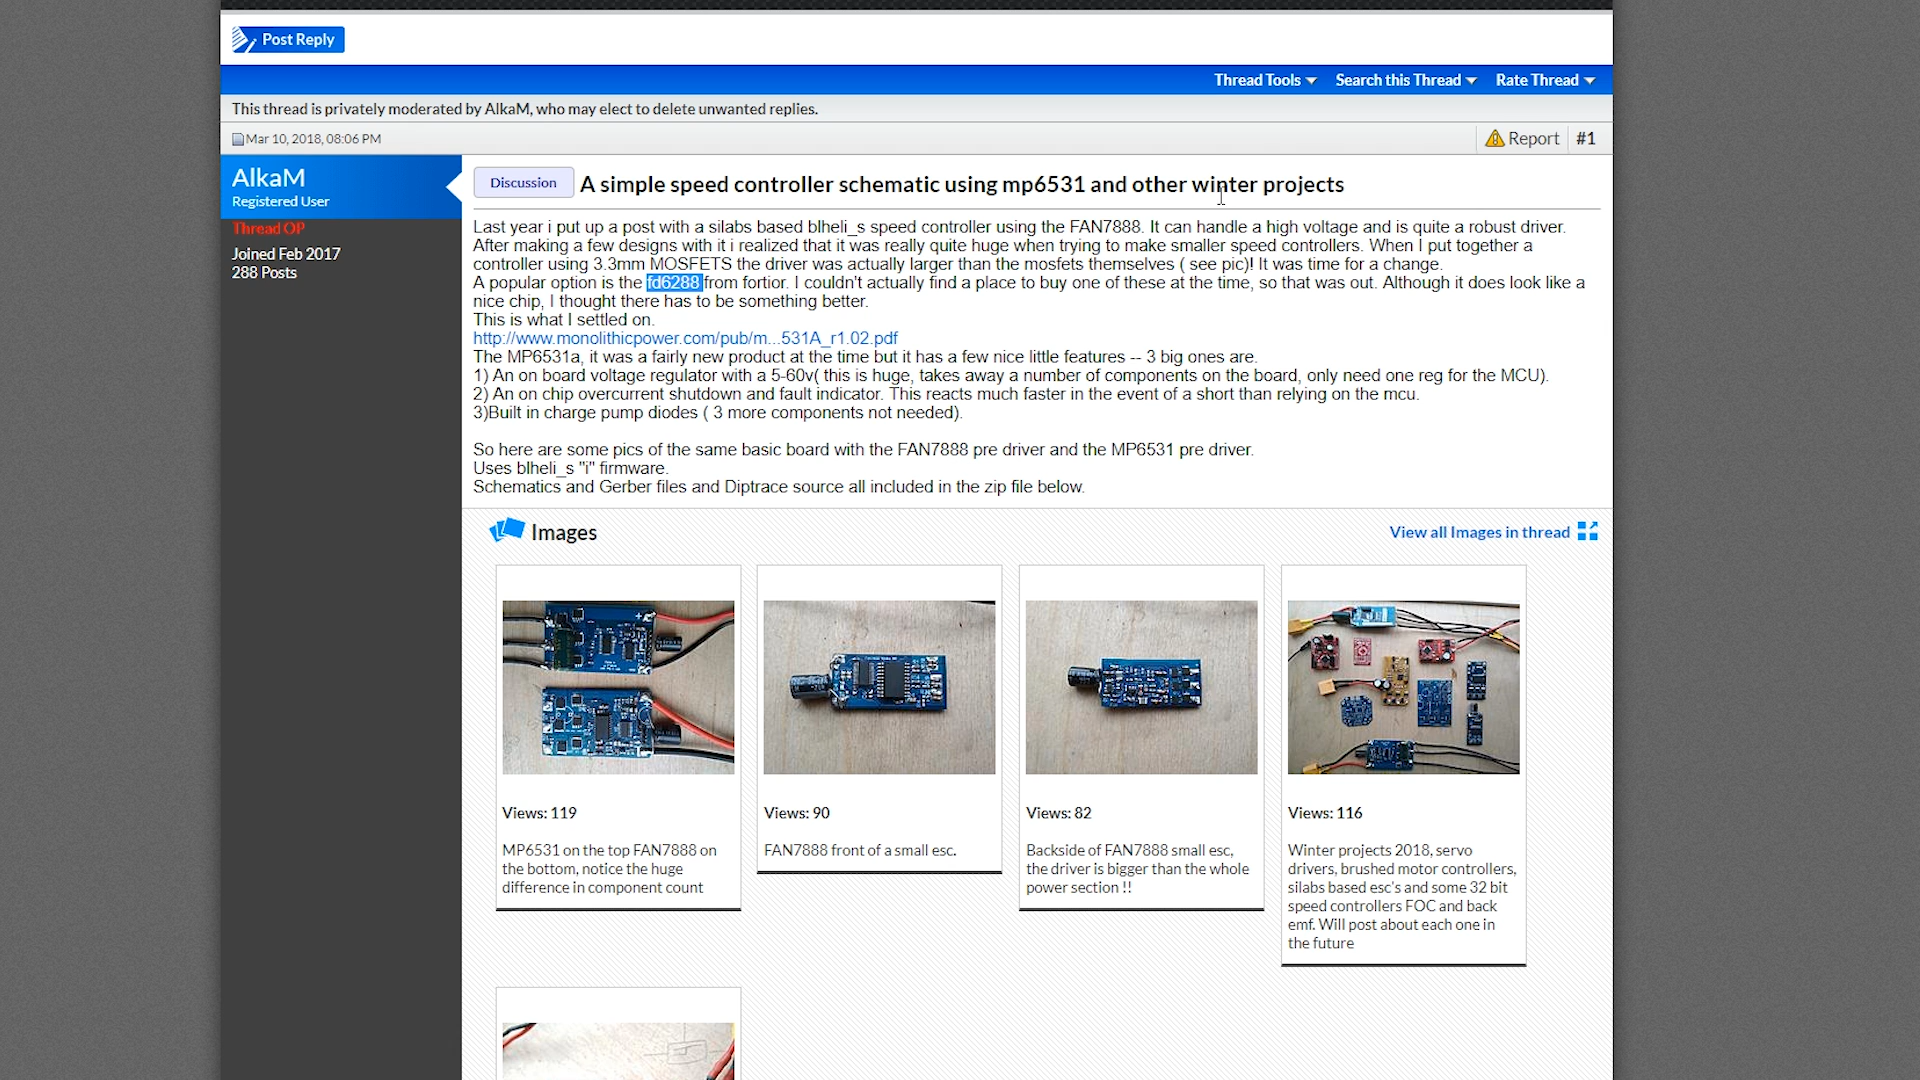 Post Reply
Thread Tools Search this Thread Rate Thread
This thread is privately moderated by AlkaM, who may elect to delete unwanted replies.
Mar 10, 2018, 08:06 PM Report #1
AlkaM
Registered User
Thread OP
Joined Feb 2017
288 Posts
Discussion A simple speed controller schematic using mp6531 and other winter projects
Last year i put up a post with a silabs based blheli_s speed controller using the FAN7888. It can handle a high voltage and is quite a robust driver.
After making a few designs with it i realized that it was really quite huge when trying to make smaller speed controllers. When I put together a
controller using 3.3mm MOSFETS the driver was actually larger than the mosfets themselves ( see pic)! It was time for a change.
A popular option is the fd6288 from fortior. I couldn't actually find a place to buy one of these at the time, so that was out. Although it does look like a
nice chip, I thought there has to be something better.
This is what I settled on.
http://www.monolithicpower.com/pub/m...531A_r1.02.pdf
The MP6531a, it was a fairly new product at the time but it has a few nice little features -- 3 big ones are.
1) An on board voltage regulator with a 5-60v( this is huge, takes away a number of components on the board, only need one reg for the MCU).
2) An on chip overcurrent shutdown and fault indicator. This reacts much faster in the event of a short than relying on the mcu.
3)Built in charge pump diodes ( 3 more components not needed).
So here are some pics of the same basic board with the FAN7888 pre driver and the MP6531 pre driver.
Uses blheli_s "i" firmware.
Schematics and Gerber files and Diptrace source all included in the zip file below.
Images
View all Images in thread
Views: 119
MP6531 on the top FAN7888 on
the bottom, notice the huge
difference in component count
Views: 90
FAN7888 front of a small esc.
Views: 82
Backside of FAN7888 small esc,
the driver is bigger than the whole
power section !!
Views: 116
Winter projects 2018, servo
drivers, brushed motor controllers,
silabs based esc's and some 32 bit
speed controllers FOC and back
emf. Will post about each one in
the future